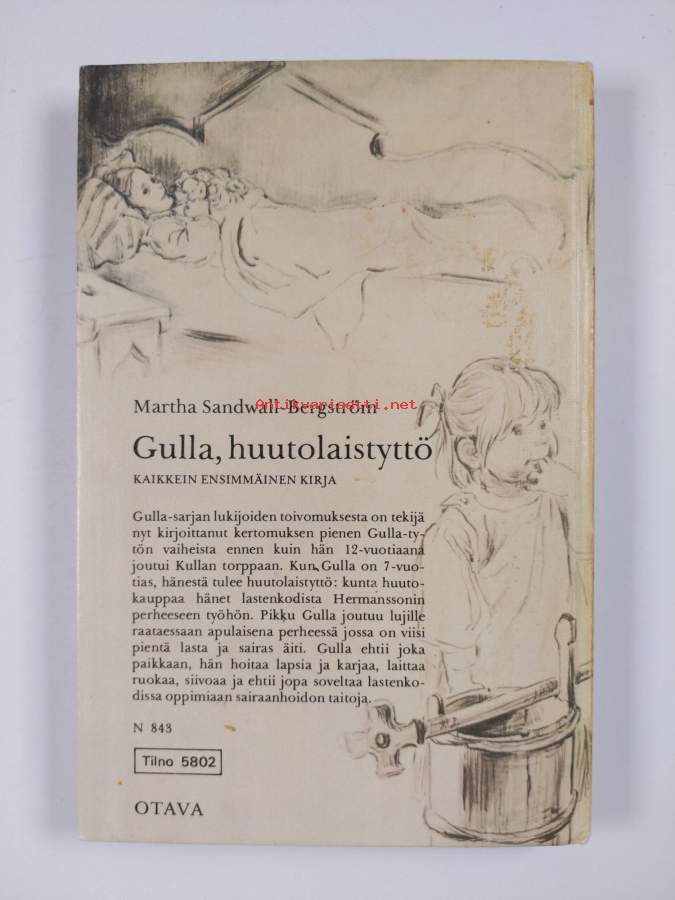 Martha Sandwall-Bergström
Antikvariaatit.net
Gulla, huutolaistyttö
KAIKKEIN ENSIMMÄINEN KIRJA
Gulla-sarjan lukijoiden toivomuksesta on tekijä
nyt kirjoittanut kertomuksen pienen Gulla-ty-
tön vaiheista ennen kuin hän 12-vuotiaana
joutui Kullan torppaan. Kun Gulla on 7-vuo-
tias, hänestä tulee huutolaistyttö: kunta huuto-
kauppaa hänet lastenkodista Hermanssonin
perheeseen työhön. Pikku Gulla joutuu lujille
raataessaan apulaisena perheessä jossa on viisi
pientä lasta ja sairas äiti. Gulla ehtii joka
paikkaan, hän hoitaa lapsia ja karjaa, laittaa
ruokaa, siivoaa ja ehtii jopa soveltaa lastenko-
dissa oppimiaan sairaanhoidon taitoja.
N 843
Tilno 5802
OTAVA